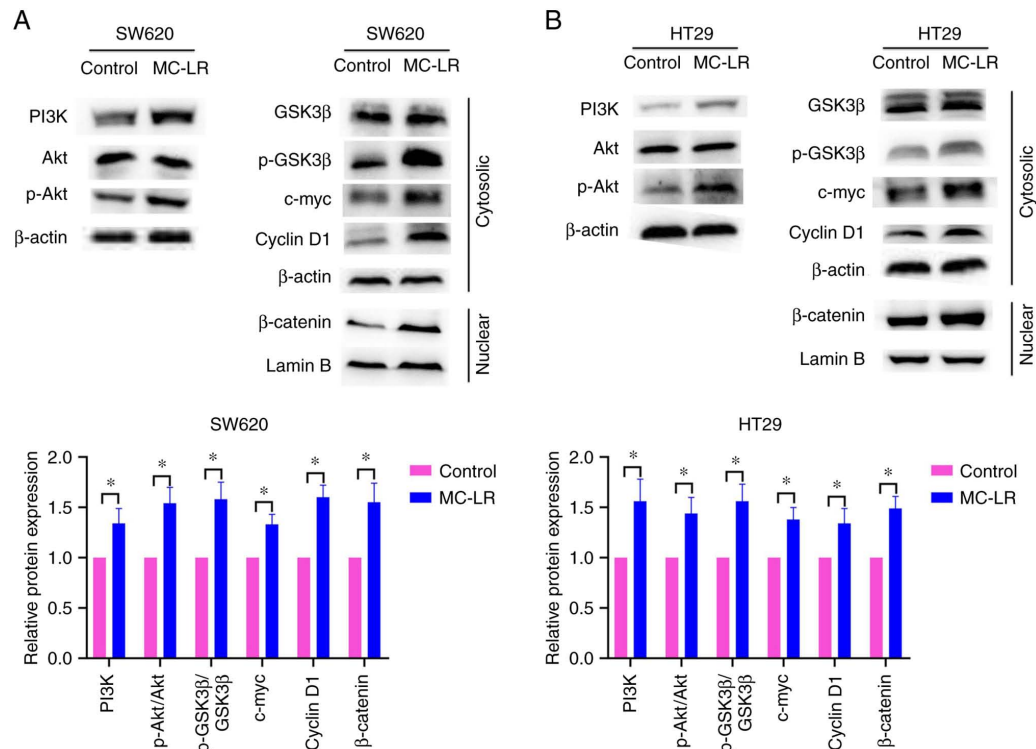 A
SW620
Control MC-LR
PI3K
Akt
p-Akt
β-actin
SW620
Control MC-LR
GSK3β
p-GSK3β
c-myc
Cyclin D1
β-actin
Cytosolic
β-catenin
Lamin B
Nuclear
B
HT29
Control MC-LR
PI3K
Akt
p-Akt
β-actin
HT29
Control MC-LR
GSK3β
p-GSK3β
c-myc
Cyclin D1
β-actin
Cytosolic
β-catenin
Lamin B
Nuclear
SW620
Relative protein expression
2.0
1.5
1.0
0.5
0.0
* * * * * *
PI3K
p-Akt/Akt
p-GSK3β/
GSK3β
c-myc
Cyclin D1
β-catenin
Control
MC-LR
HT29
Relative protein expression
2.0
1.5
1.0
0.5
0.0
* * * * * *
PI3K
p-Akt/Akt
p-GSK3β/
GSK3β
c-myc
Cyclin D1
β-catenin
Control
MC-LR